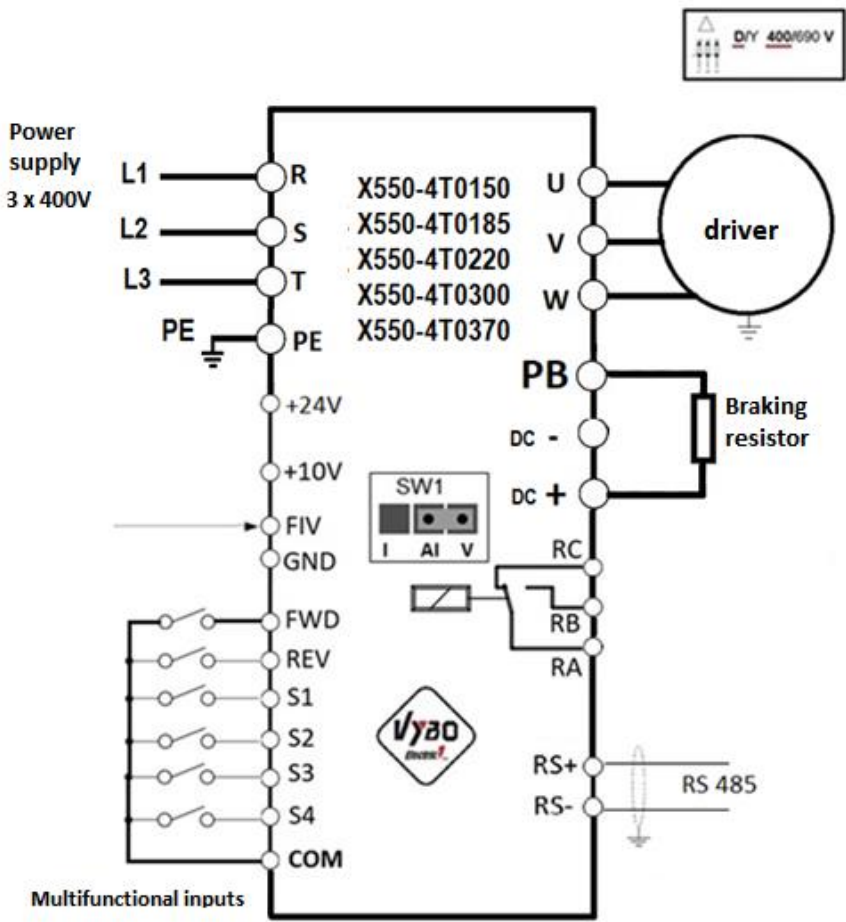 D/Y 400/690 V
Power
supply
3 x 400V
L1
L2
L3
PE
R
S
T
PE
X550-4T0150
X550-4T0185
X550-4T0220
X550-4T0300
X550-4T0370
U
V
W
driver
PB
DC -
DC +
Braking
resistor
+24V
+10V
FIV
GND
SW1
I AI V
RC
RB
RA
FWD
REV
S1
S2
S3
S4
COM
VYBO
RS+
RS-
RS 485
Multifunctional inputs